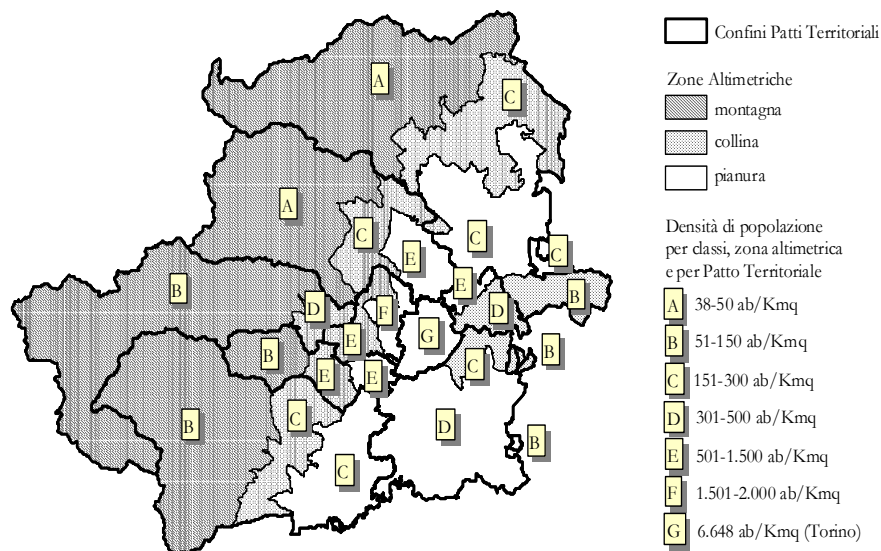 A
C
A
C
C
E
C
B
E
B
D
D
F
G
E
B
B
C
E
E
B
C
D
B
C
Confini Patti Territoriali
Zone Altimetriche
montagna
collina
pianura
Densità di popolazione
per classi, zona altimetrica
e per Patto Territoriale
A 38-50 ab/Kmq
B 51-150 ab/Kmq
C 151-300 ab/Kmq
D 301-500 ab/Kmq
E 501-1.500 ab/Kmq
F 1.501-2.000 ab/Kmq
G 6.648 ab/Kmq (Torino)